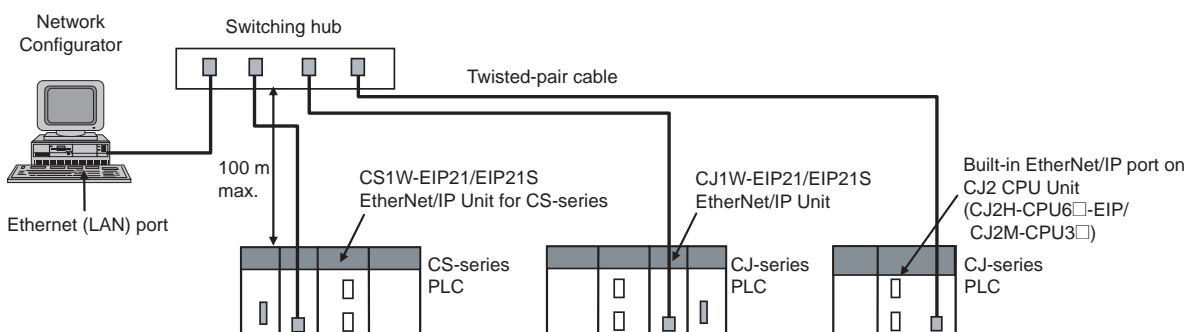 Network
Configurator
Switching hub
Twisted-pair cable
100 m
max.
Ethernet (LAN) port
CS1W-EIP21/EIP21S
EtherNet/IP Unit for CS-series
CJ1W-EIP21/EIP21S
EtherNet/IP Unit
Built-in EtherNet/IP port on
CJ2 CPU Unit
(CJ2H-CPU6□-EIP/
CJ2M-CPU3□)
CS-series
PLC
CJ-series
PLC
CJ-series
PLC